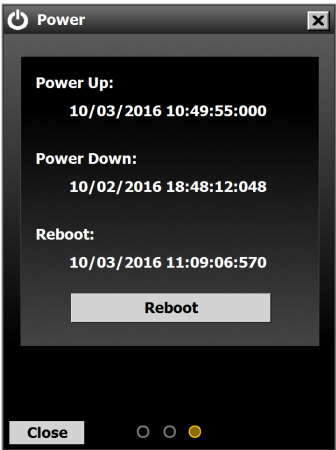 Power
Power Up:
10/03/2016 10:49:55:000
Power Down:
10/02/2016 18:48:12:048
Reboot:
10/03/2016 11:09:06:570
Reboot
Close